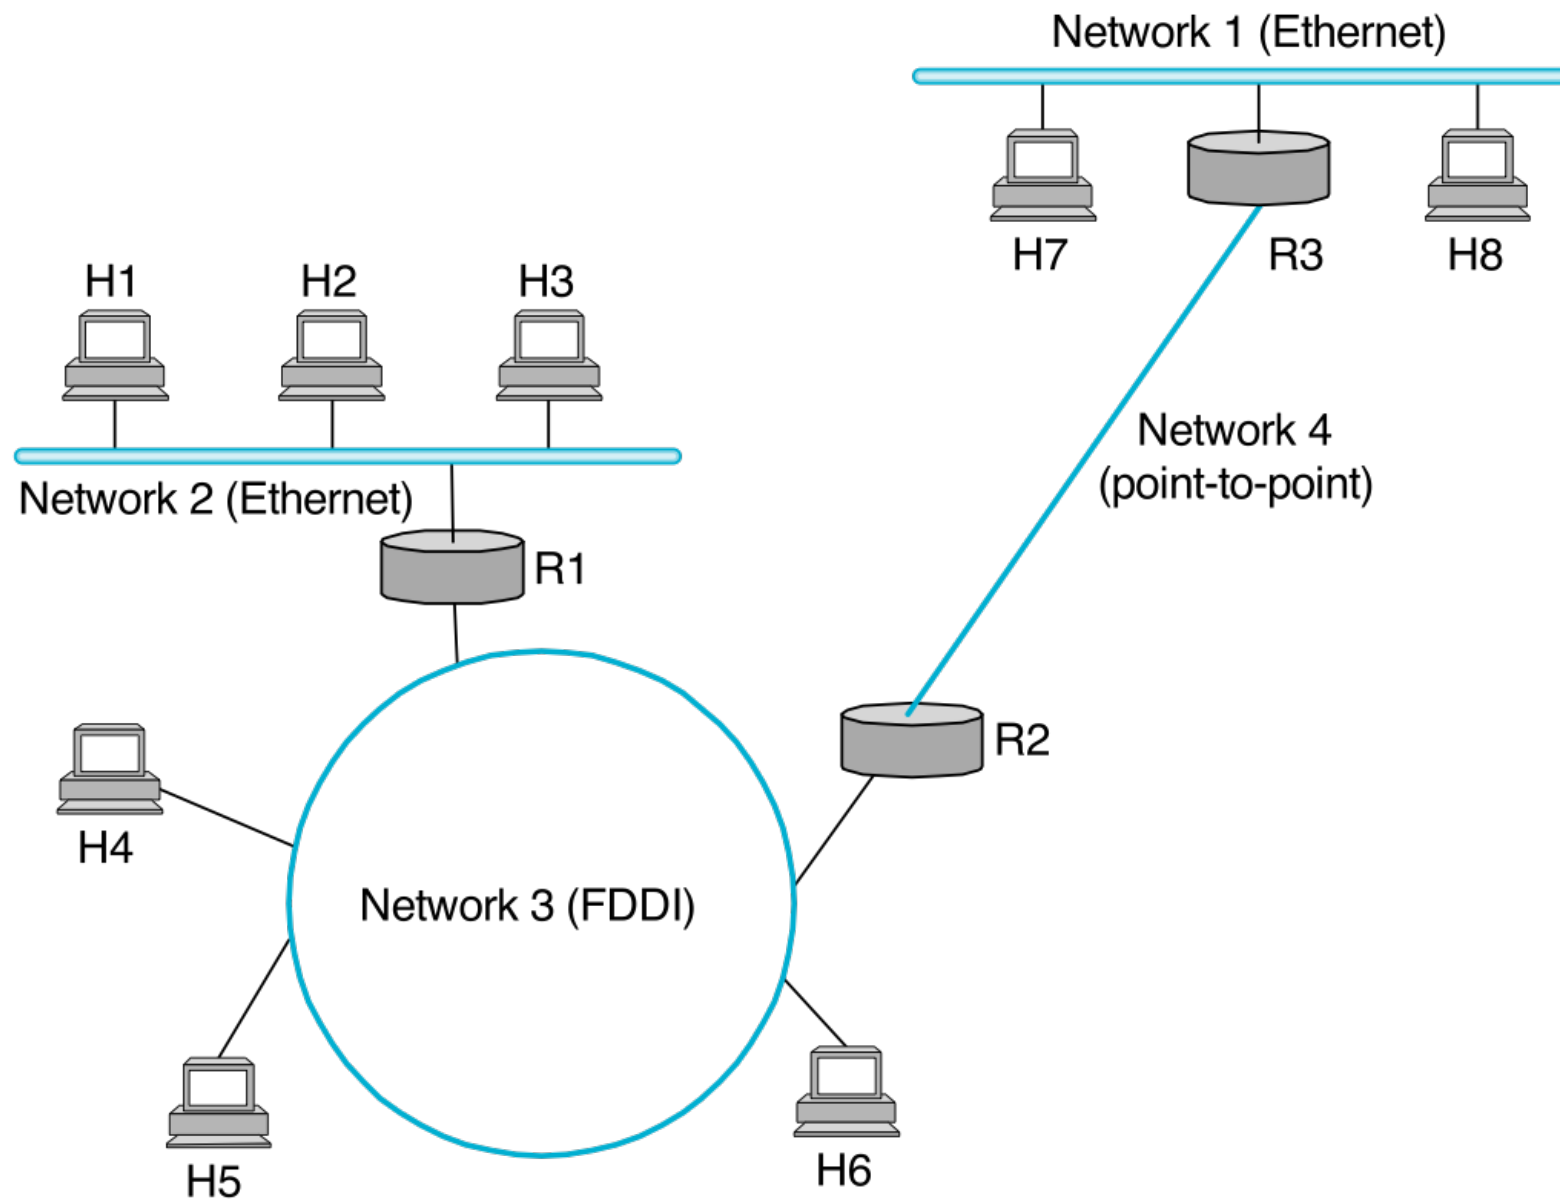 Network 1 (Ethernet)
H7
R3
H8
H1
H2
H3
Network 2 (Ethernet)
R1
Network 4
(point-to-point)
R2
H4
Network 3 (FDDI)
H5
H6